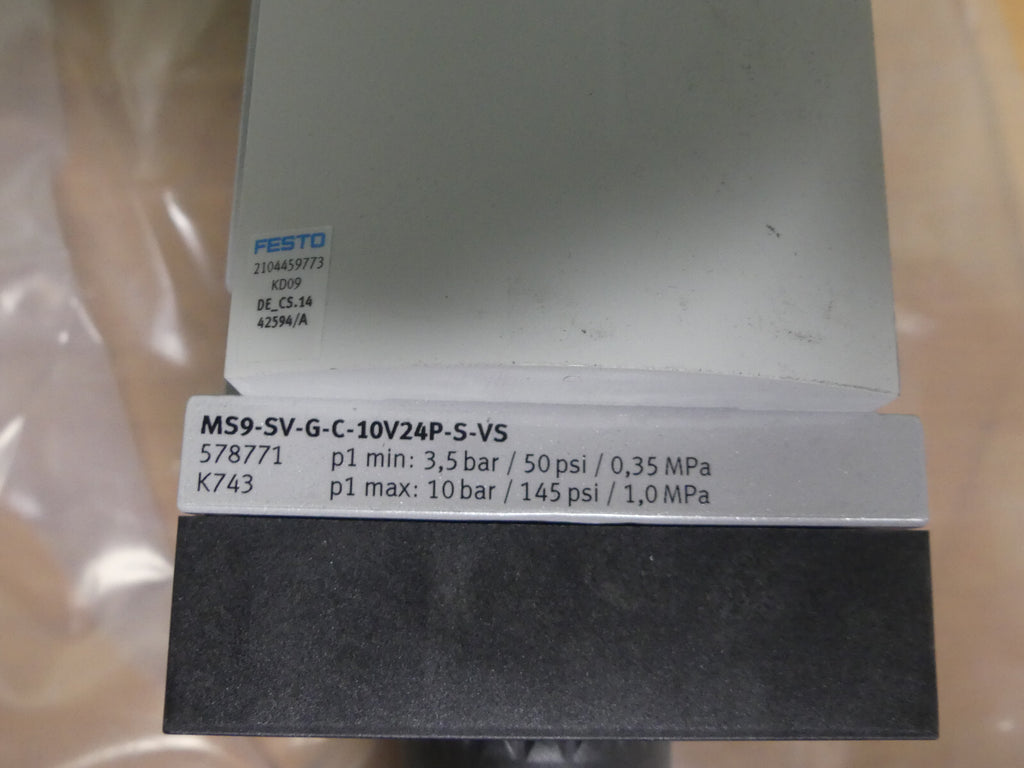 FESTO
2104459773
KD09
DE_CS.14
42594/A
MS9-SV-G-C-10V24P-S-VS
578771 p1 min: 3,5 bar / 50 psi / 0,35 MPa
K743 p1 max: 10 bar / 145 psi / 1,0 MPa